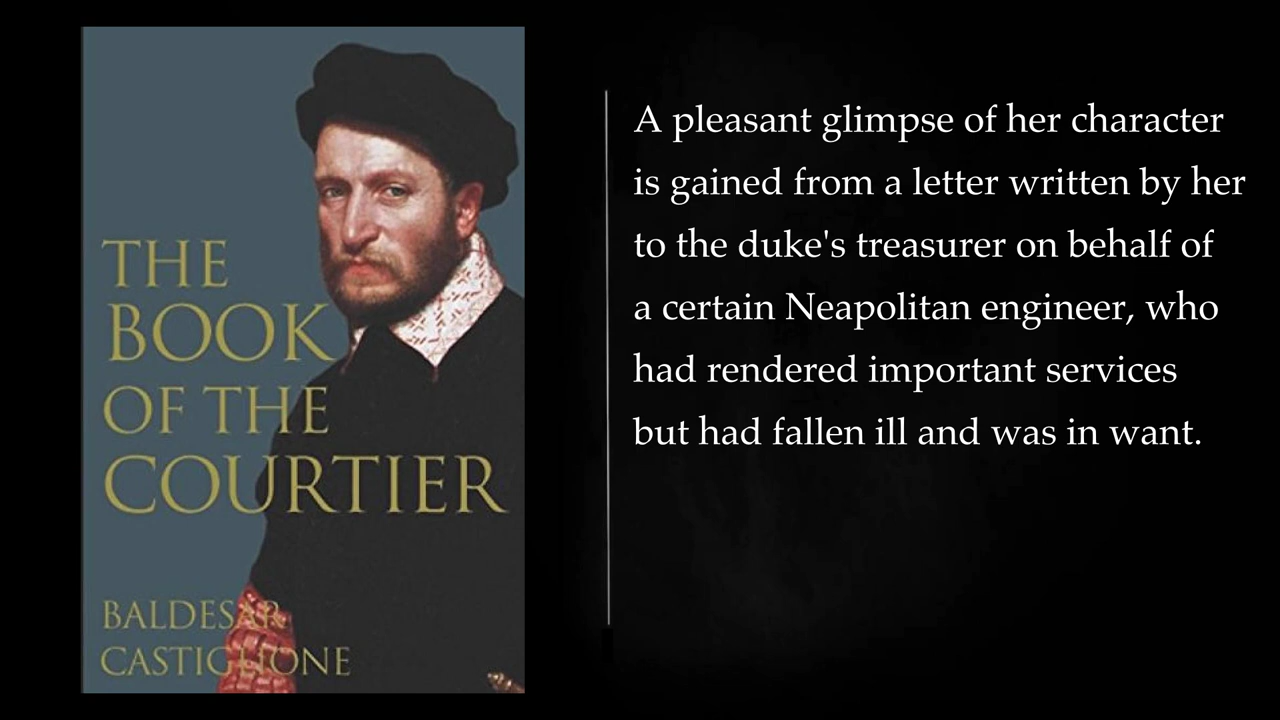 THE
BOOK
OF THE
COURTIER
BALDESAR
CASTIGLIONE
A pleasant glimpse of her character
is gained from a letter written by her
to the duke's treasurer on behalf of
a certain Neapolitan engineer, who
had rendered important services
but had fallen ill and was in want.